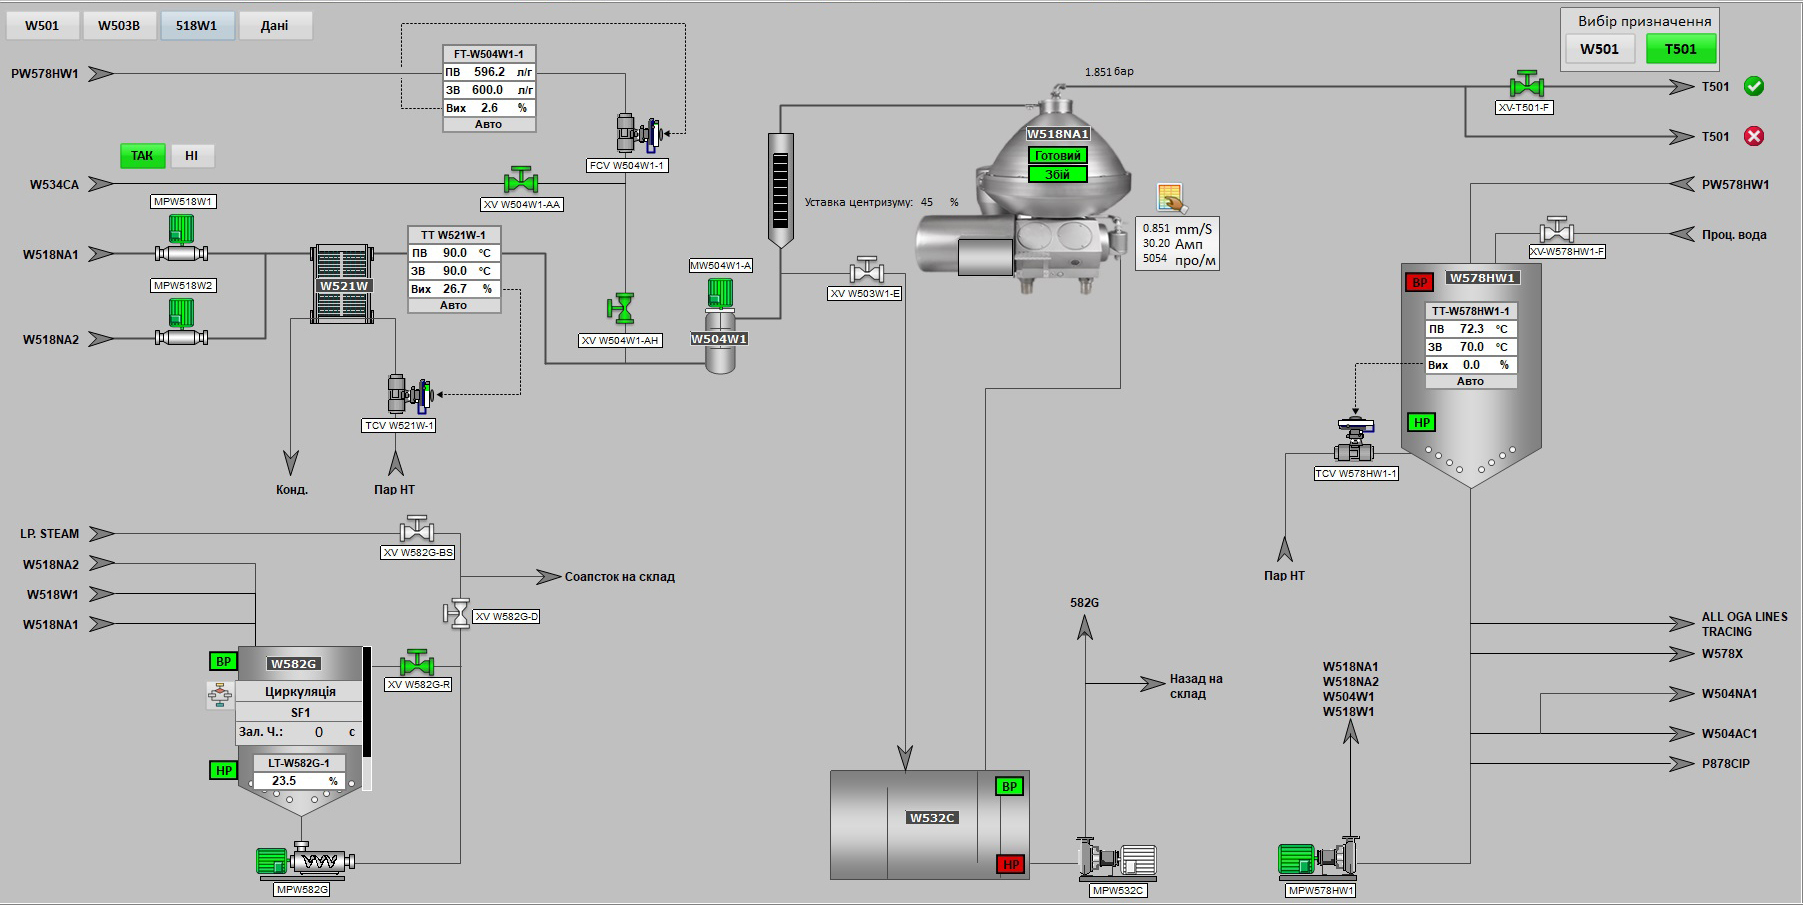 W501
W503B
518W1
Дані
Вибір призначення
W501
T501
PW578HW1
FT-W504W1-1
ПВ 596.2 л/г
ЗВ 600.0 л/г
Вих 2.6 %
Авто
FCV W504W1-1
1.851 бар
XV-T501-F
T501
T501
ТАК
НІ
W534CA
XV W504W1-AA
W518NA1
Готовий
Збій
Уставка центризуму: 45 %
0.851 mm/S
30.20 Амп
5054 про/м
PW578HW1
Проц. вода
XV-W578HW1-F
MPW518W1
W518NA1
MPW518W2
W518NA2
W521W
TT W521W-1
ПВ 90.0 °C
ЗВ 90.0 °C
Вих 26.7 %
Авто
XV W504W1-AH
MW504W1-A
W504W1
XV W503W1-E
ВР
W578HW1
TT-W578HW1-1
ПВ 72.3 °C
ЗВ 70.0 °C
Вих 0.0 %
Авто
НР
TCV W578HW1-1
TCV W521W-1
Конд.
Пар НТ
Пар НТ
LP. STEAM
XV W582G-BS
W518NA2
W518W1
W518NA1
Соапсток на склад
XV W582G-D
ВР
W582G
XV W582G-R
Циркуляція
SF1
Зал. Ч.: 0 с
НР
LT-W582G-1
23.5 %
MPW582G
582G
Назад на
склад
W532C
ВР
НР
MPW532C
W518NA1
W518NA2
W504W1
W518W1
MPW578HW1
ALL OGA LINES
TRACING
W578X
W504NA1
W504AC1
P878CIP